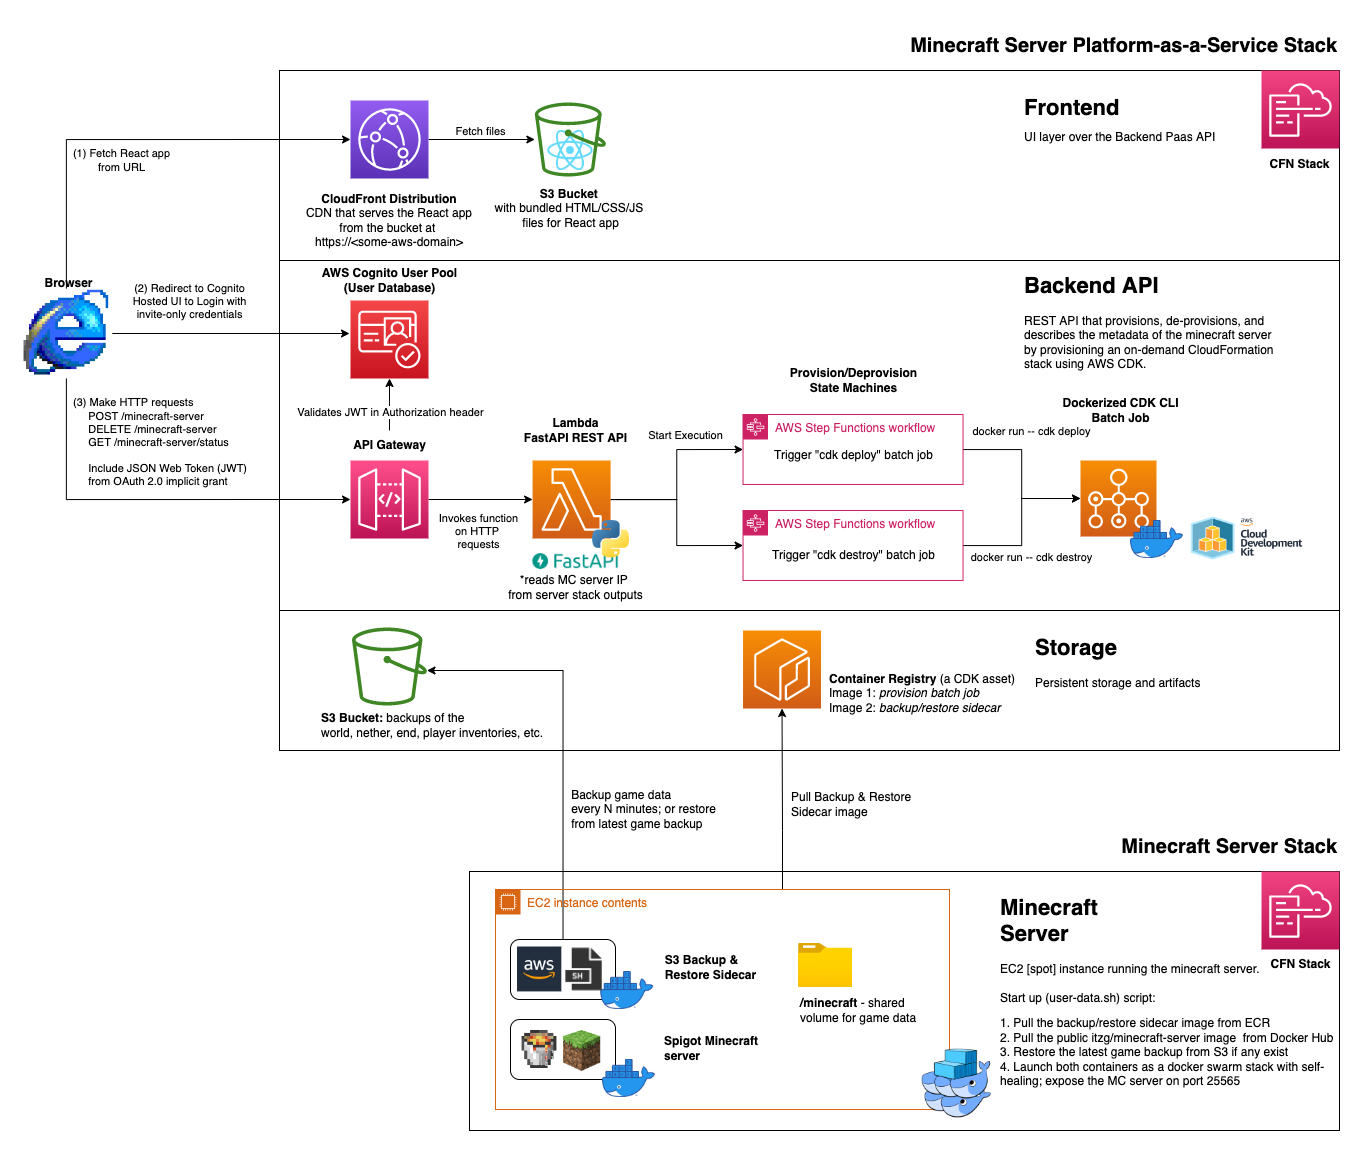 Minecraft Server Platform-as-a-Service Stack
Frontend
UI layer over the Backend Paas API
CFN Stack
(1) Fetch React app
from URL
Fetch files
CloudFront Distribution
CDN that serves the React app
from the bucket at
https://<some-aws-domain>
S3 Bucket
with bundled HTML/CSS/JS
files for React app
Browser
(2) Redirect to Cognito
Hosted UI to Login with
invite-only credentials
AWS Cognito User Pool
(User Database)
Backend API
REST API that provisions, de-provisions, and
describes the metadata of the minecraft server
by provisioning an on-demand CloudFormation
stack using AWS CDK.
(3) Make HTTP requests
POST /minecraft-server
DELETE /minecraft-server
GET /minecraft-server/status
Include JSON Web Token (JWT)
from OAuth 2.0 implicit grant
Validates JWT in Authorization header
API Gateway
Invokes function
on HTTP
requests
Lambda
FastAPI REST API
FastAPI
*reads MC server IP
from server stack outputs
Start Execution
Provision/Deprovision
State Machines
AWS Step Functions workflow
Trigger "cdk deploy" batch job
AWS Step Functions workflow
Trigger "cdk destroy" batch job
docker run -- cdk deploy
docker run -- cdk destroy
Dockerized CDK CLI
Batch Job
aws
Cloud
Development
Kit
S3 Bucket: backups of the
world, nether, end, player inventories, etc.
Container Registry (a CDK asset)
Image 1: provision batch job
Image 2: backup/restore sidecar
Storage
Persistent storage and artifacts
Backup game data
every N minutes; or restore
from latest game backup
Pull Backup & Restore
Sidecar image
Minecraft Server Stack
EC2 instance contents
aws
SH
S3 Backup &
Restore Sidecar
Spigot Minecraft
server
/minecraft - shared
volume for game data
Minecraft
Server
CFN Stack
EC2 [spot] instance running the minecraft server.
Start up (user-data.sh) script:
1. Pull the backup/restore sidecar image from ECR
2. Pull the public itzg/minecraft-server image from Docker Hub
3. Restore the latest game backup from S3 if any exist
4. Launch both containers as a docker swarm stack with self-
healing; expose the MC server on port 25565